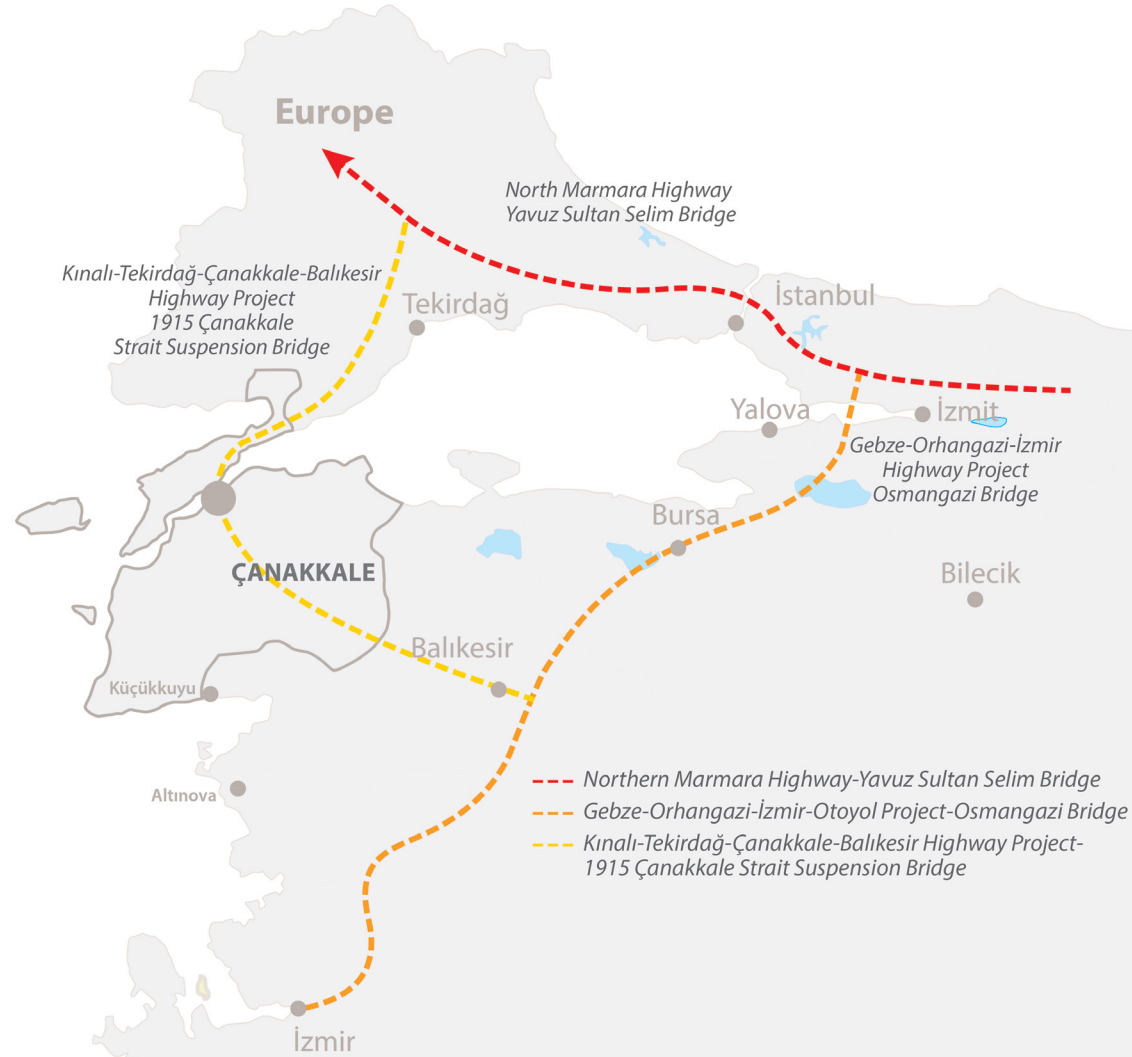 Europe
North Marmara Highway
Yavuz Sultan Selim Bridge
Kınalı-Tekirdağ-Çanakkale-Balıkesir
Highway Project
1915 Çanakkale
Strait Suspension Bridge
Tekirdağ
İstanbul
Yalova
İzmit
Gebze-Orhangazi-İzmir
Highway Project
Osmangazi Bridge
Bursa
ÇANAKKALE
Bilecik
Balıkesir
Küçükkuyu
Altınova
Northern Marmara Highway-Yavuz Sultan Selim Bridge
Gebze-Orhangazi-İzmir-Otoyol Project-Osmangazi Bridge
Kınalı-Tekirdağ-Çanakkale-Balıkesir Highway Project-
1915 Çanakkale Strait Suspension Bridge
İzmir